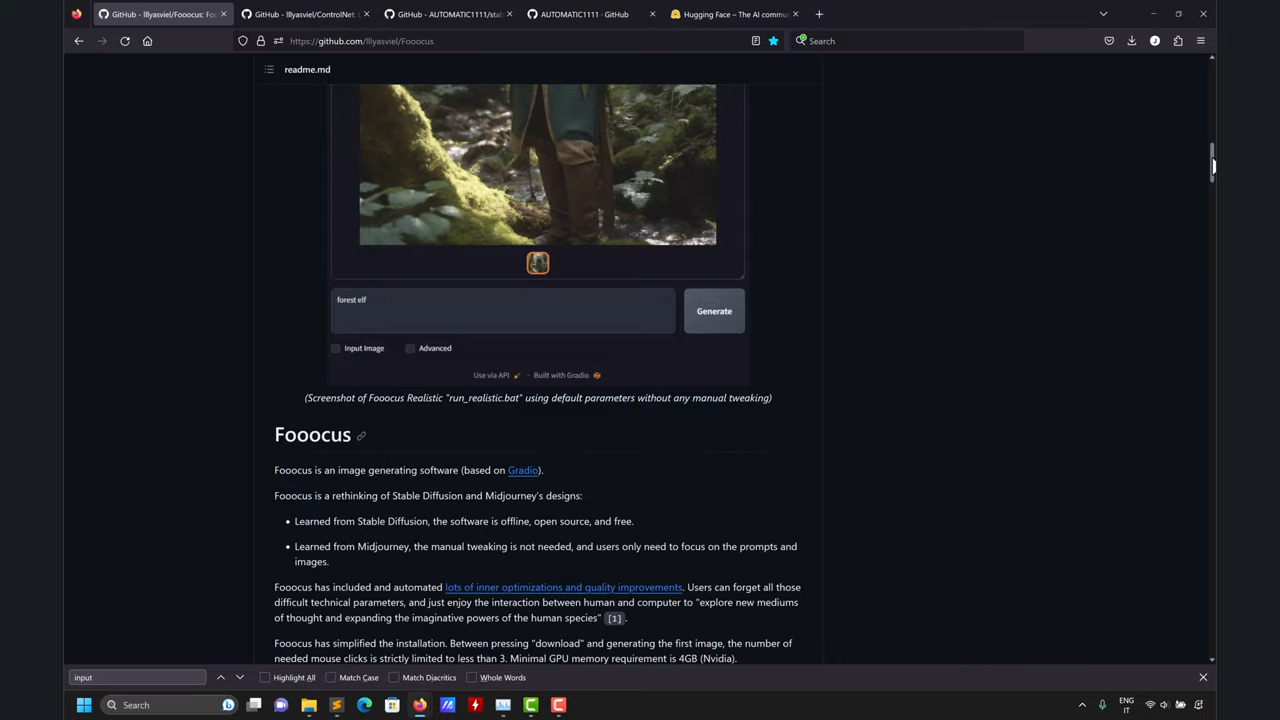 GitHub - lllyasviel/Fooocus: Fo
GitHub - lllyasviel/ControlNet: L
GitHub - AUTOMATIC1111/stab
AUTOMATIC1111 · GitHub
Hugging Face – The AI commu
https://github.com/lllyasviel/Fooocus
Search
readme.md
forest elf
Generate
Input Image
Advanced
Use via API · Built with Gradio
(Screenshot of Fooocus Realistic "run_realistic.bat" using default parameters without any manual tweaking)
Fooocus
Fooocus is an image generating software (based on Gradio).
Fooocus is a rethinking of Stable Diffusion and Midjourney's designs:
• Learned from Stable Diffusion, the software is offline, open source, and free.
• Learned from Midjourney, the manual tweaking is not needed, and users only need to focus on the prompts and
images.
Fooocus has included and automated lots of inner optimizations and quality improvements. Users can forget all those
difficult technical parameters, and just enjoy the interaction between human and computer to "explore new mediums
of thought and expanding the imaginative powers of the human species" [1].
Fooocus has simplified the installation. Between pressing "download" and generating the first image, the number of
needed mouse clicks is strictly limited to less than 3. Minimal GPU memory requirement is 4GB (Nvidia).
input
Highlight All
Match Case
Match Diacritics
Whole Words
Search
ENG
IT